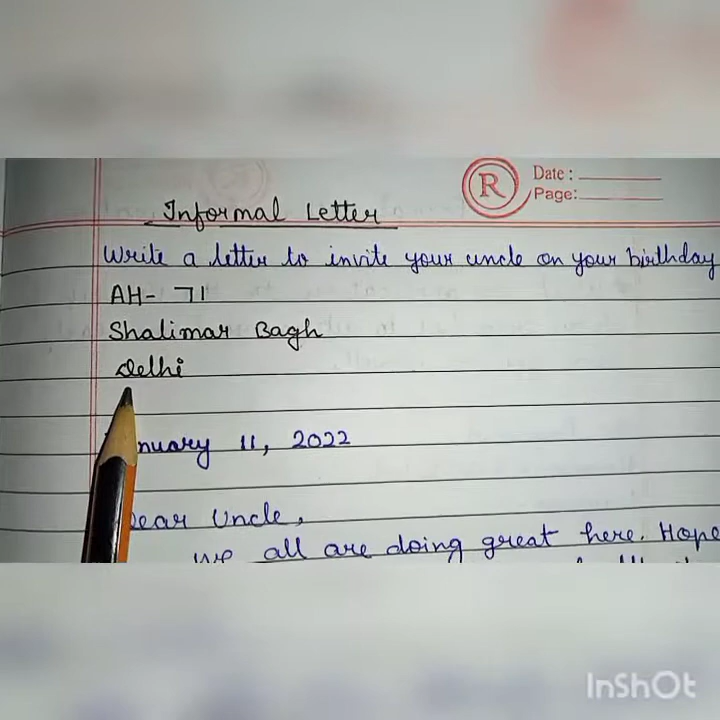 R
Date:
Page:
Informal Letter
Write a letter to invite your uncle on your birthday
AH- 71
Shalimar Bagh
Delhi
nuary 11, 2022
ear Uncle,
we all are doing great here. Hope
InShOt